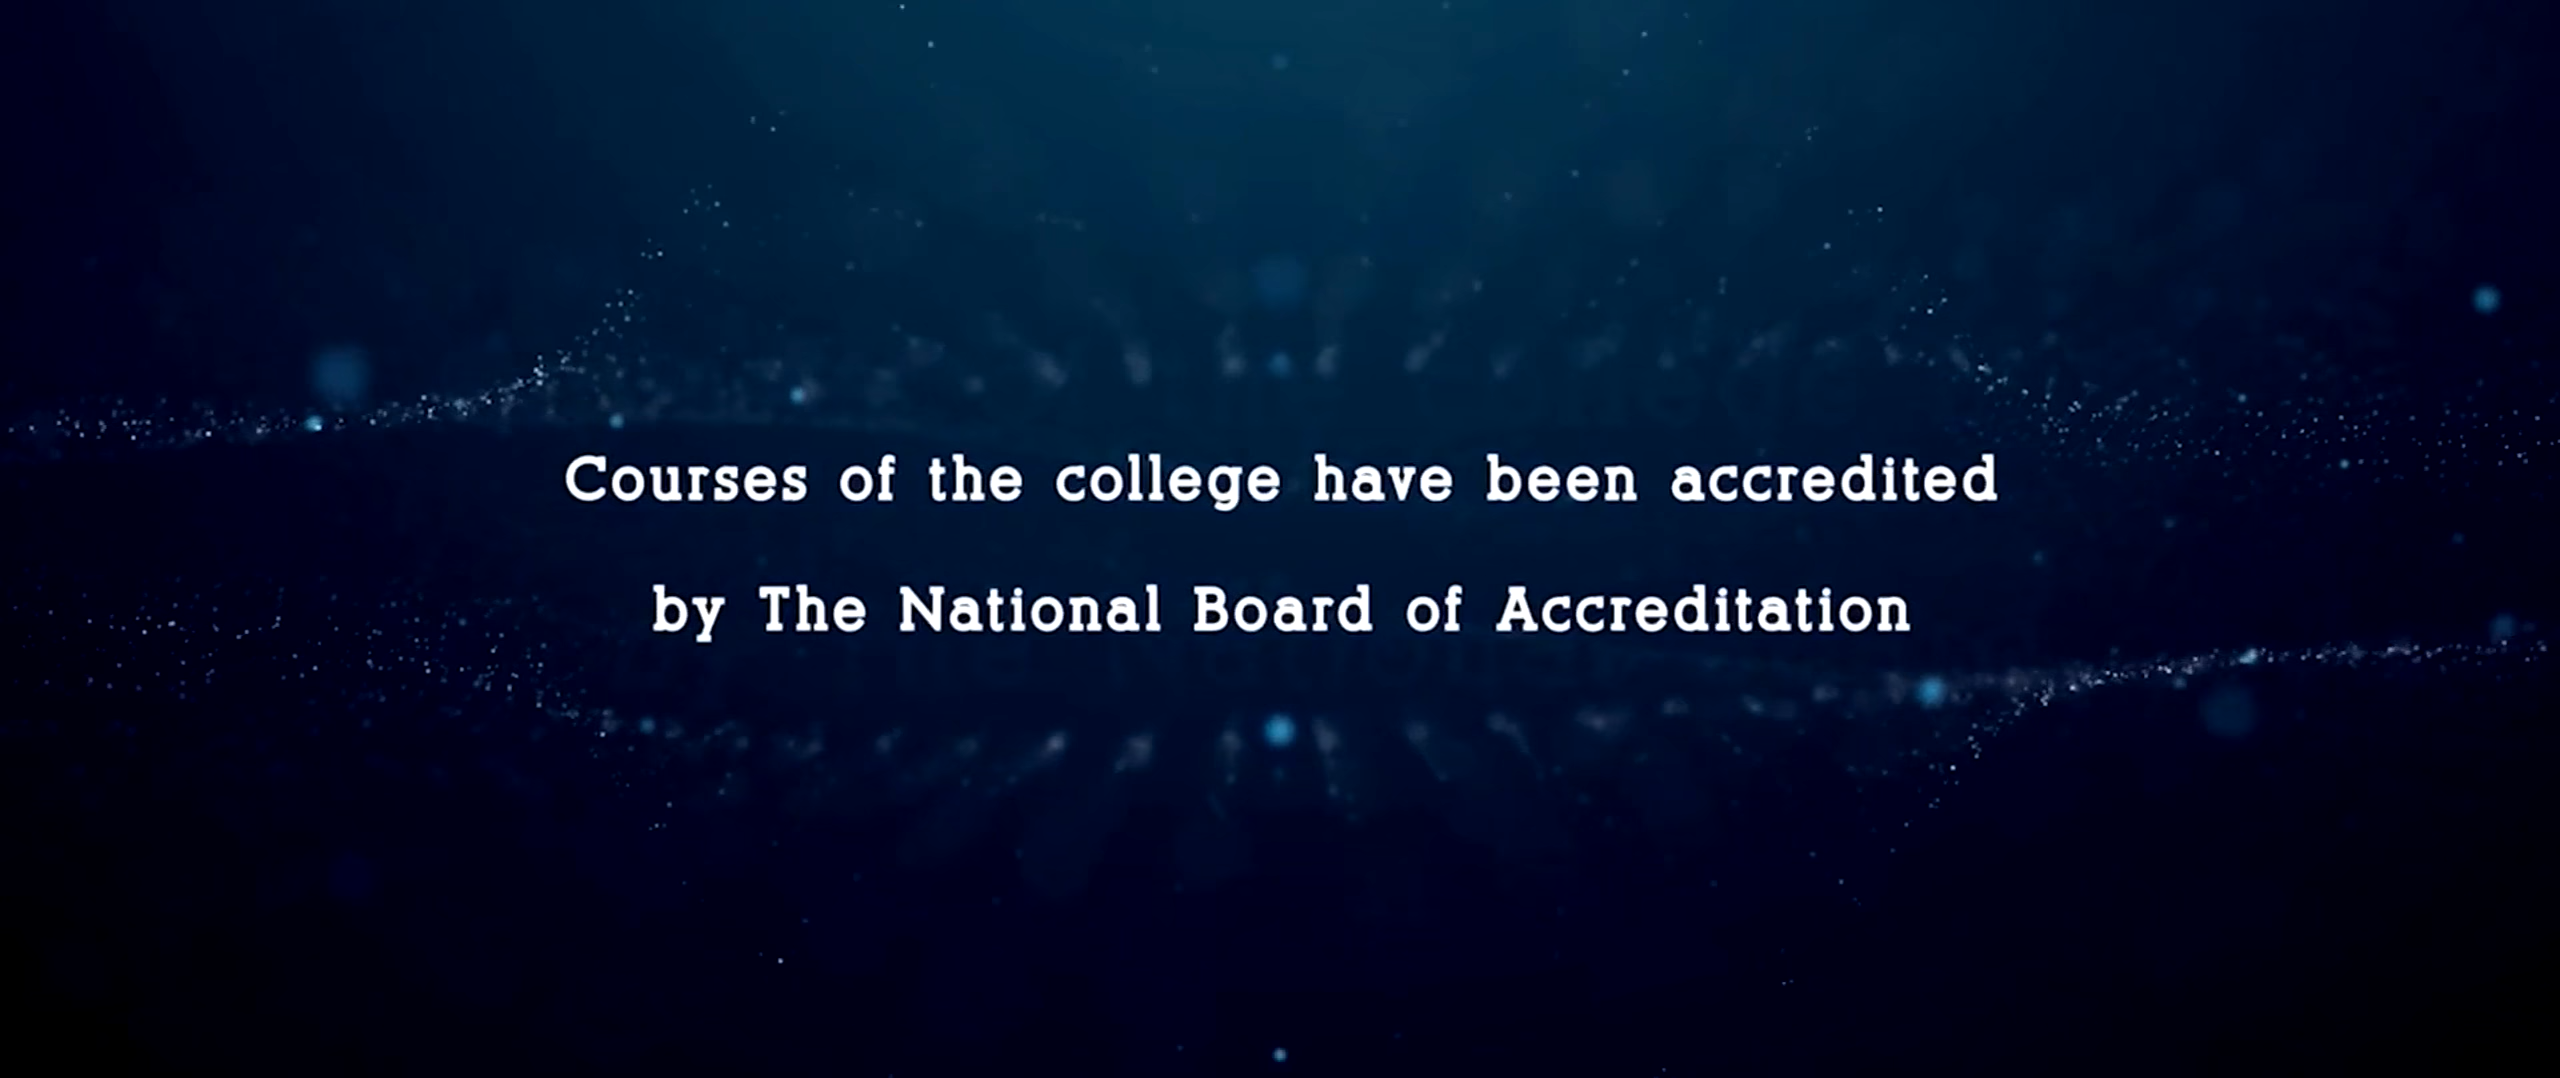 Courses of the college have been accredited
by The National Board of Accreditation